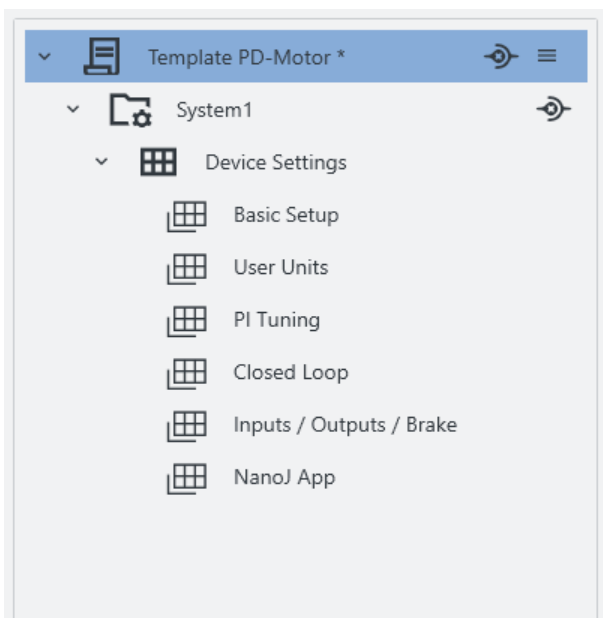 Template PD-Motor *
System1
Device Settings
Basic Setup
User Units
PI Tuning
Closed Loop
Inputs / Outputs / Brake
NanoJ App